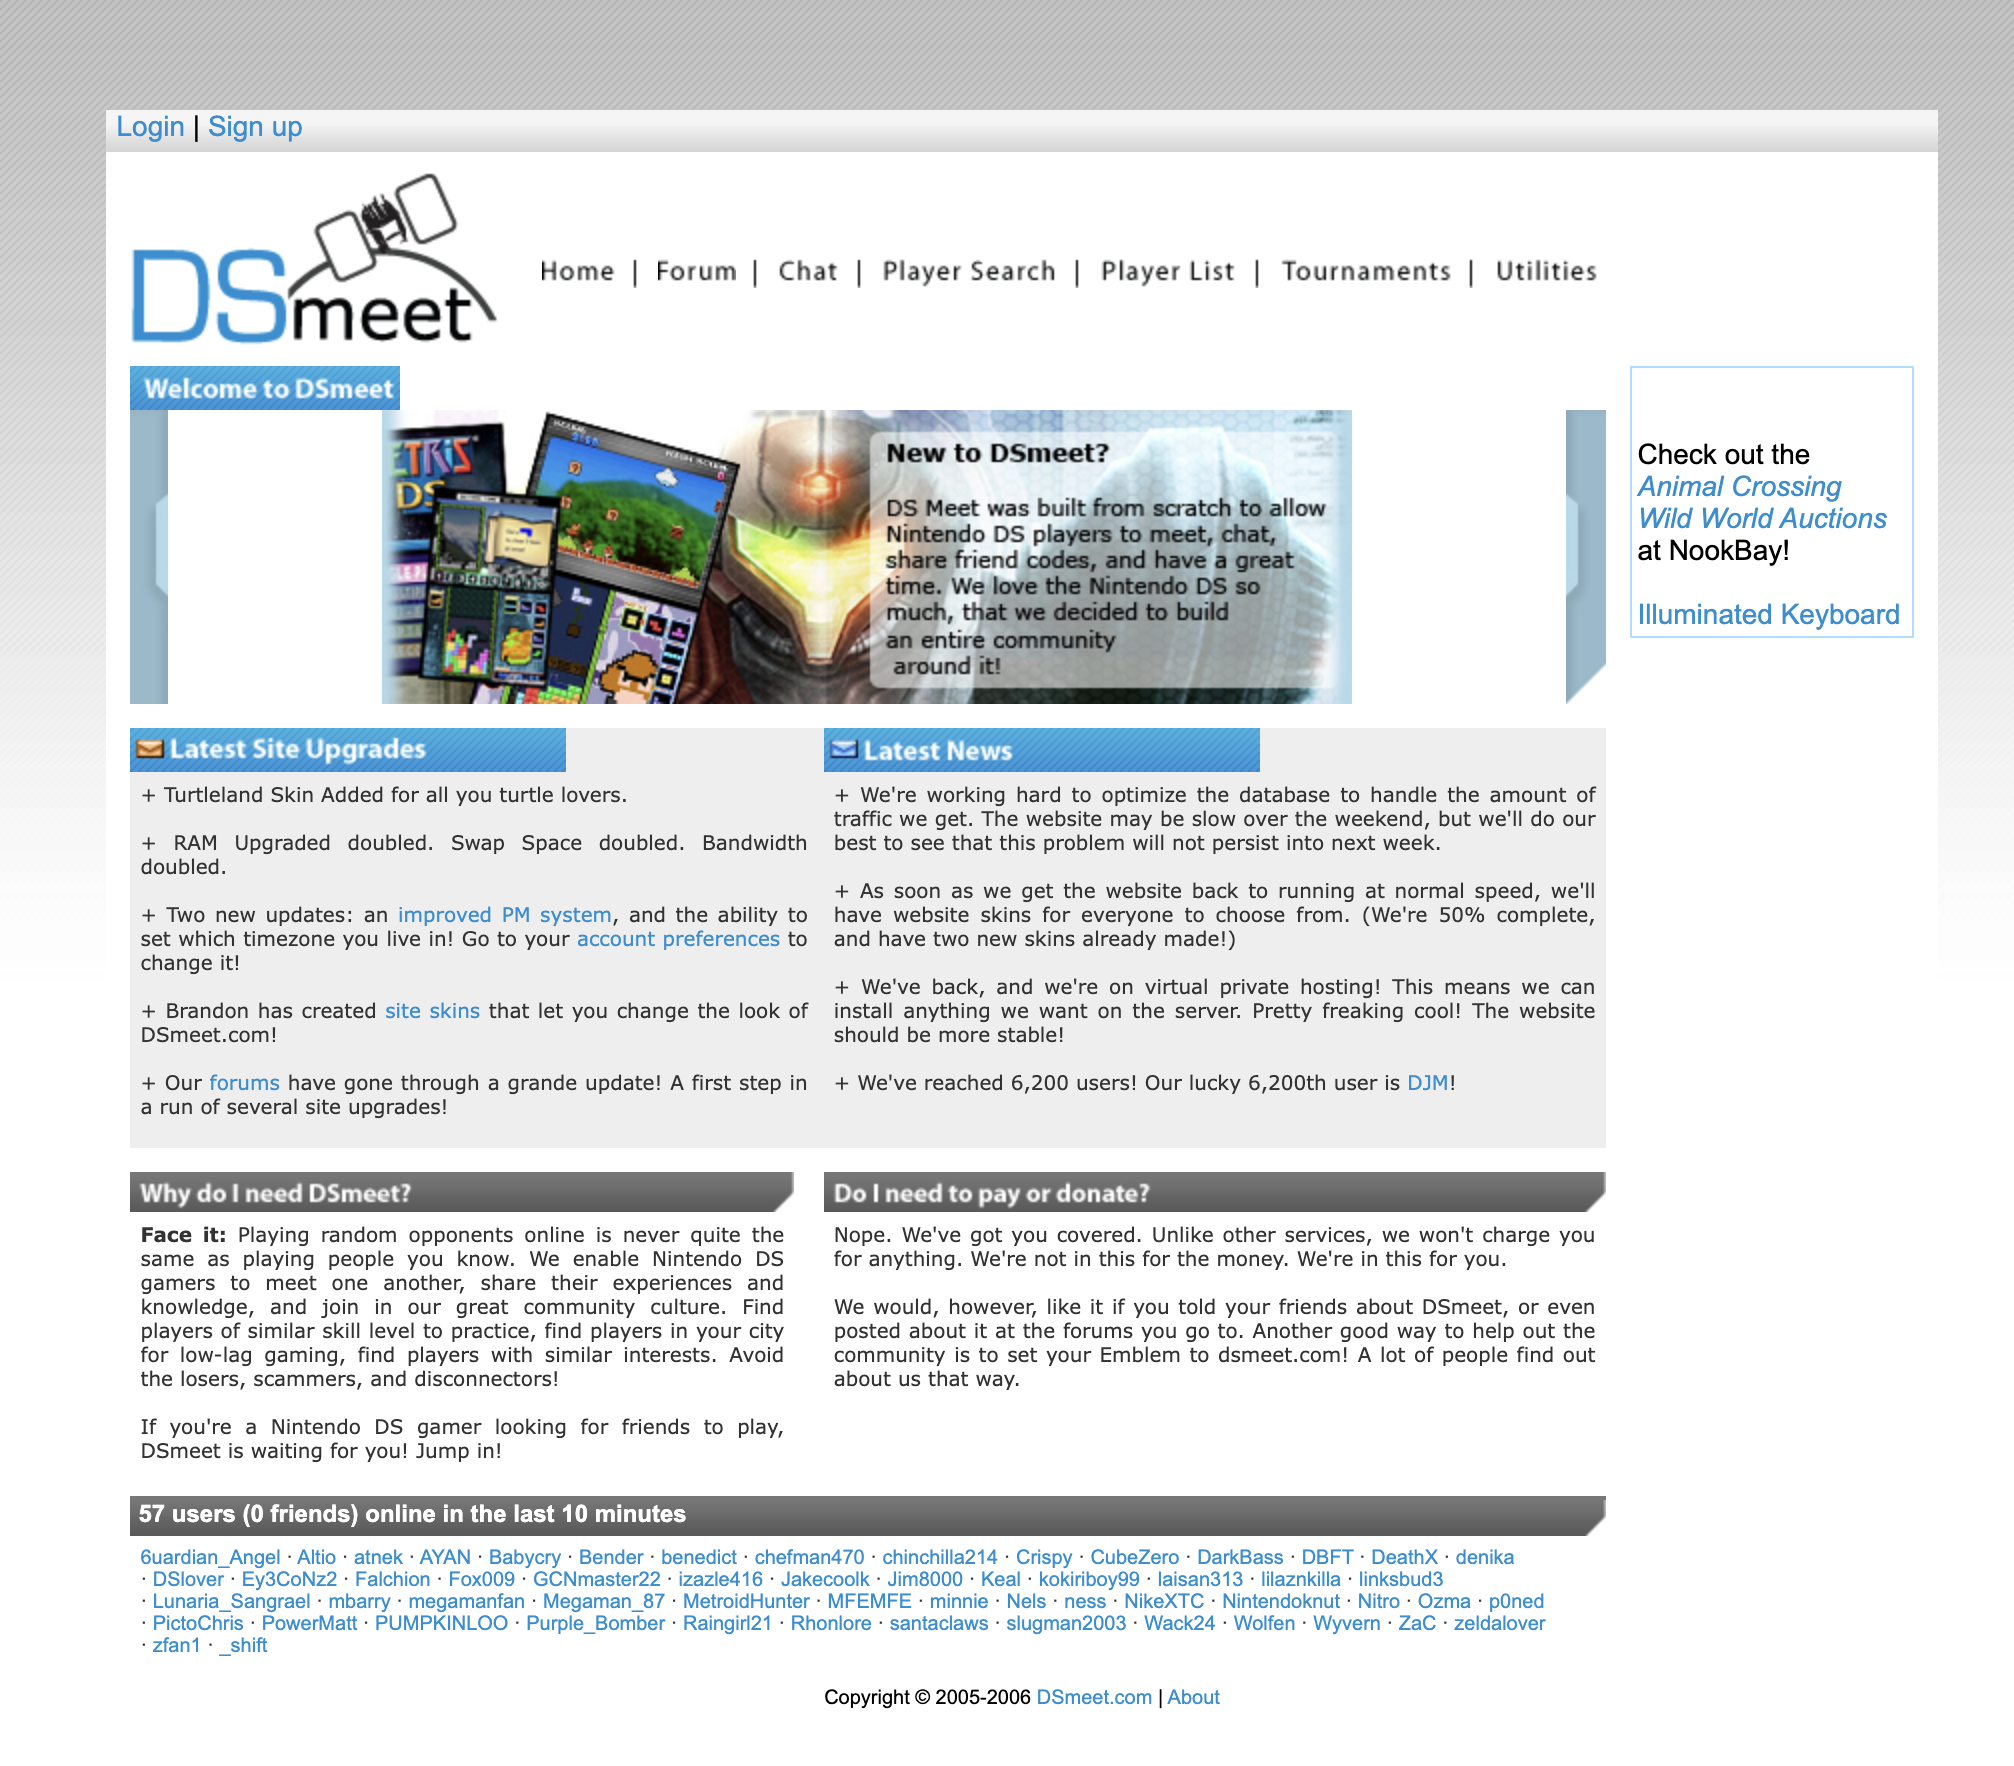 Login | Sign up
DSmeet
Home | Forum | Chat | Player Search | Player List | Tournaments | Utilities
Welcome to DSmeet
TETRIS
DS
New to DSmeet?
DS Meet was built from scratch to allow
Nintendo DS players to meet, chat,
share friend codes, and have a great
time. We love the Nintendo DS so
much, that we decided to build
an entire community
around it!
Check out the
Animal Crossing
Wild World Auctions
at NookBay!
Illuminated Keyboard
Latest Site Upgrades
+ Turtleland Skin Added for all you turtle lovers.
+ RAM Upgraded doubled. Swap Space doubled. Bandwidth
doubled.
+ Two new updates: an improved PM system, and the ability to
set which timezone you live in! Go to your account preferences to
change it!
+ Brandon has created site skins that let you change the look of
DSmeet.com!
+ Our forums have gone through a grande update! A first step in
a run of several site upgrades!
Latest News
+ We're working hard to optimize the database to handle the amount of
traffic we get. The website may be slow over the weekend, but we'll do our
best to see that this problem will not persist into next week.
+ As soon as we get the website back to running at normal speed, we'll
have website skins for everyone to choose from. (We're 50% complete,
and have two new skins already made!)
+ We've back, and we're on virtual private hosting! This means we can
install anything we want on the server. Pretty freaking cool! The website
should be more stable!
+ We've reached 6,200 users! Our lucky 6,200th user is DJM!
Why do I need DSmeet?
Face it: Playing random opponents online is never quite the
same as playing people you know. We enable Nintendo DS
gamers to meet one another, share their experiences and
knowledge, and join in our great community culture. Find
players of similar skill level to practice, find players in your city
for low-lag gaming, find players with similar interests. Avoid
the losers, scammers, and disconnectors!
If you're a Nintendo DS gamer looking for friends to play,
DSmeet is waiting for you! Jump in!
Do I need to pay or donate?
Nope. We've got you covered. Unlike other services, we won't charge you
for anything. We're not in this for the money. We're in this for you.
We would, however, like it if you told your friends about DSmeet, or even
posted about it at the forums you go to. Another good way to help out the
community is to set your Emblem to dsmeet.com! A lot of people find out
about us that way.
57 users (0 friends) online in the last 10 minutes
6uardian_Angel · Altio · atnek · AYAN · Babycry · Bender · benedict · chefman470 · chinchilla214 · Crispy · CubeZero · DarkBass · DBFT · DeathX · denika
· DSlover · Ey3CoNz2 · Falchion · Fox009 · GCNmaster22 · izazle416 · Jakecoolk · Jim8000 · Keal · kokiriboy99 · laisan313 · lilaznkilla · linksbud3
· Lunaria_Sangrael · mbarry · megamanfan · Megaman_87 · MetroidHunter · MFEMFE · minnie · Nels · ness · NikeXTC · Nintendoknut · Nitro · Ozma · p0ned
· PictoChris · PowerMatt · PUMPKINLOO · Purple_Bomber · Raingirl21 · Rhonlore · santaclaws · slugman2003 · Wack24 · Wolfen · Wyvern · ZaC · zeldalover
· zfan1 · _shift
Copyright © 2005-2006 DSmeet.com | About